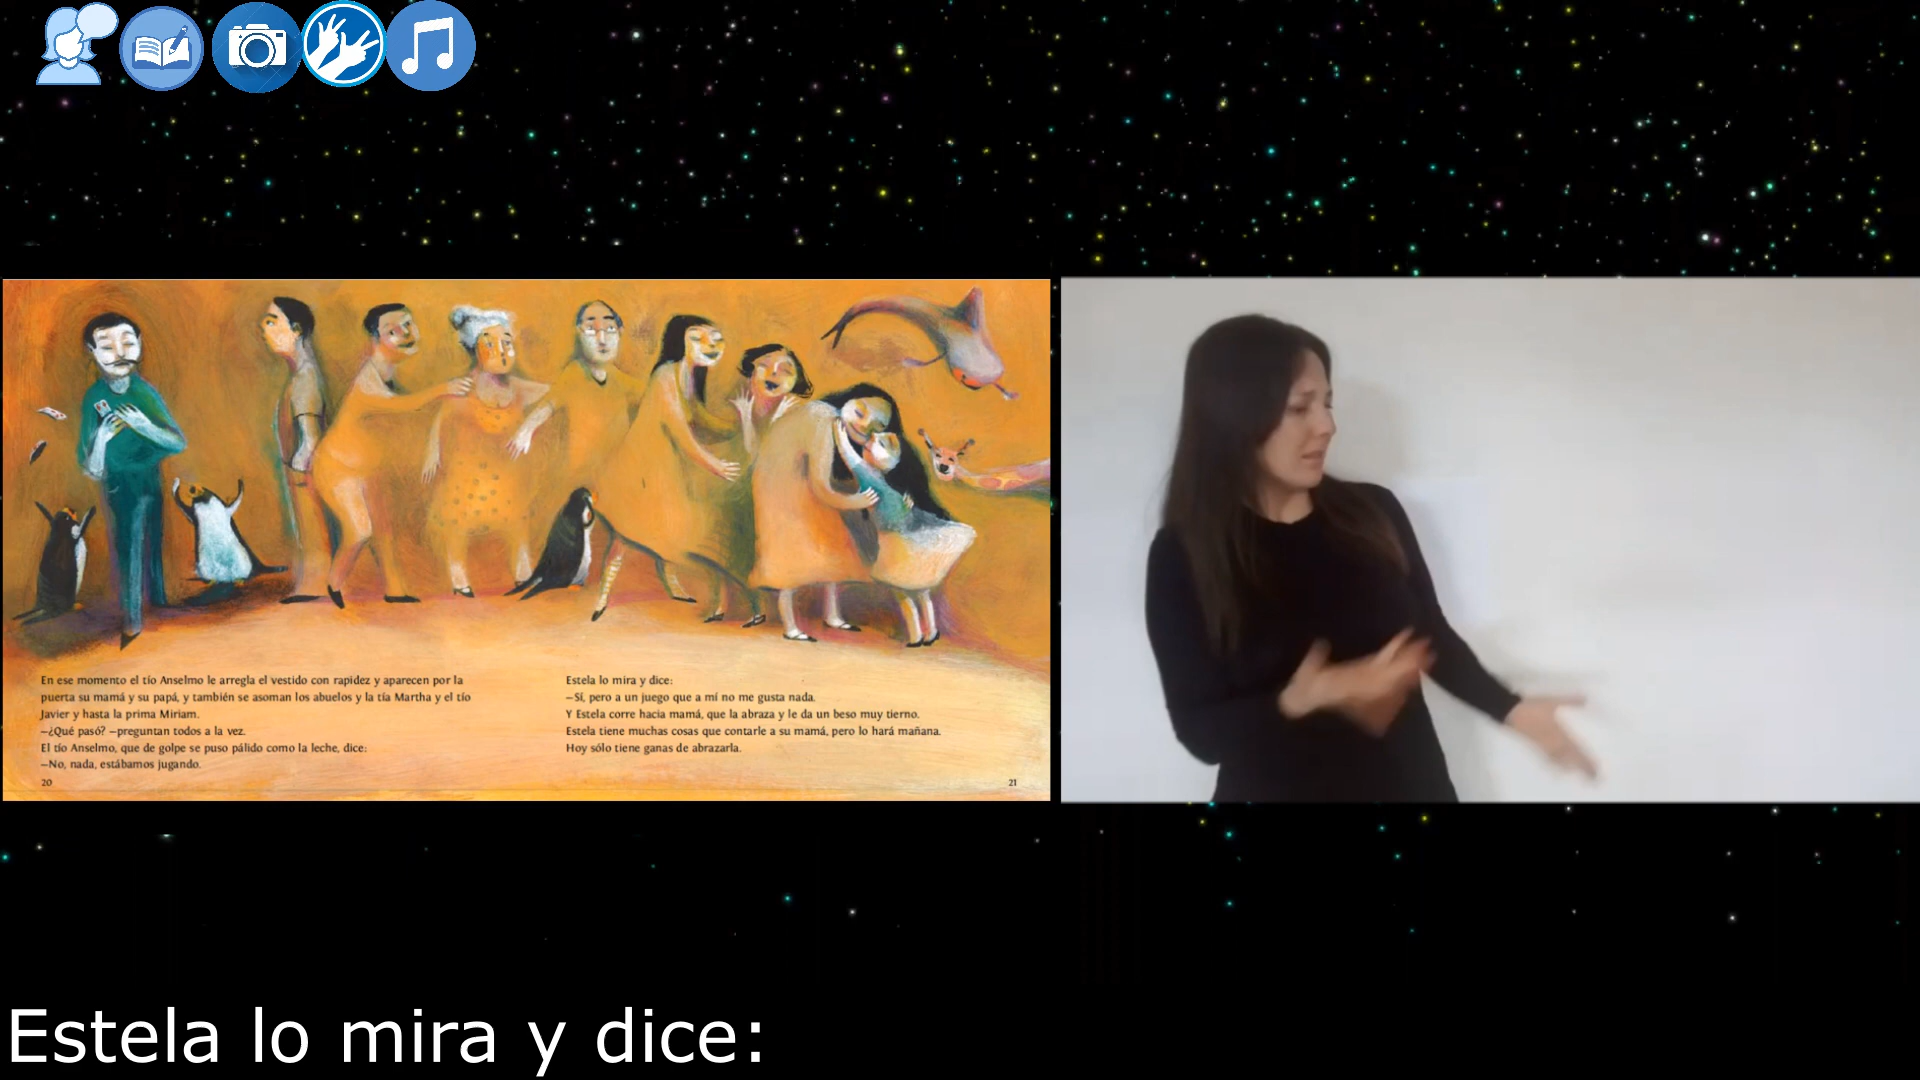 En ese momento el tío Anselmo le arregla el vestido con rapidez y aparecen por la
puerta su mamá y su papá, y también se asoman los abuelos y la tía Martha y el tío
Javier y hasta la prima Miriam.
—¿Qué pasó? —preguntan todos a la vez.
El tío Anselmo, que de golpe se puso pálido como la leche, dice:
—No, nada, estábamos jugando.
20
Estela lo mira y dice:
—Sí, pero a un juego que a mí no me gusta nada.
Y Estela corre hacia mamá, que la abraza y le da un beso muy tierno.
Estela tiene muchas cosas que contarle a su mamá, pero lo hará mañana.
Hoy sólo tiene ganas de abrazarla.
21
Estela lo mira y dice: